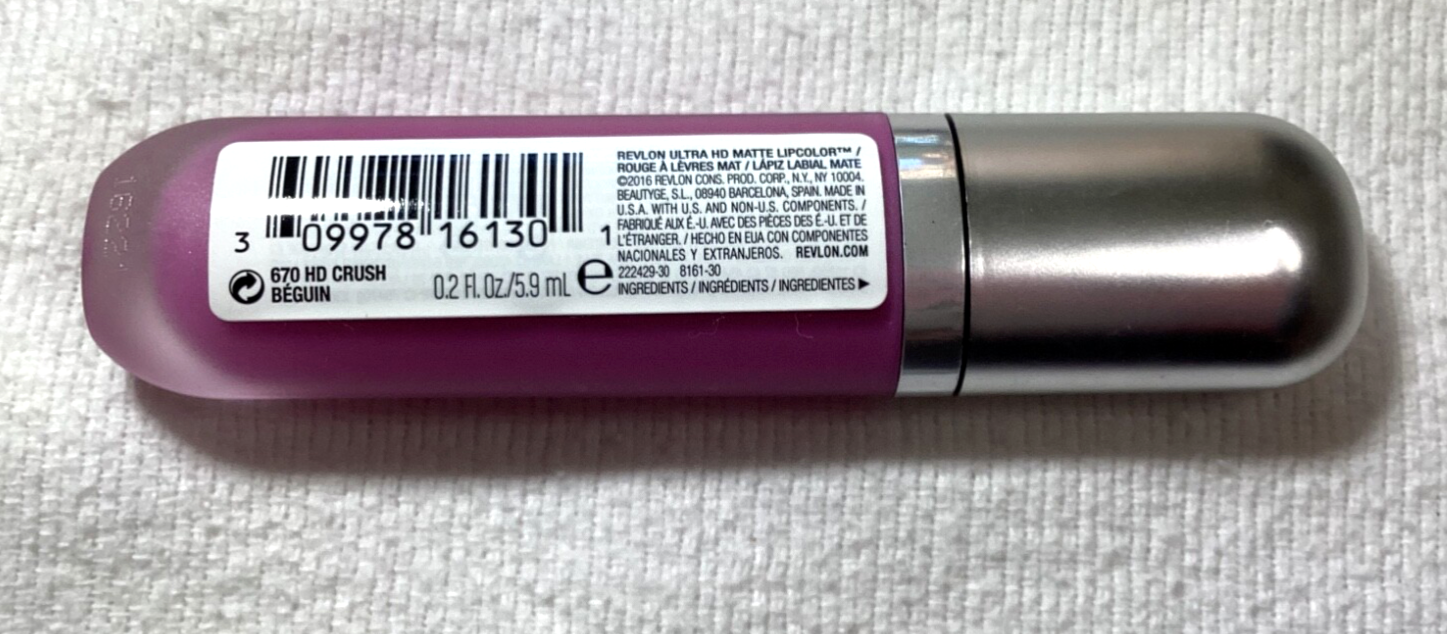 3 09978 16130 1
670 HD CRUSH
BÉGUIN
0.2 Fl. Oz./5.9 mL e
REVLON ULTRA HD MATTE LIPCOLOR™ /
ROUGE À LÈVRES MAT / LÁPIZ LABIAL MATE
©2016 REVLON CONS. PROD. CORP., N.Y., NY 10004.
BEAUTYGE, S.L., 08940 BARCELONA, SPAIN. MADE IN
U.S.A. WITH U.S. AND NON-U.S. COMPONENTS. /
FABRIQUÉ AUX É.-U. AVEC DES PIÈCES DES É.-U. ET DE
L'ÉTRANGER. / HECHO EN EUA CON COMPONENTES
NACIONALES Y EXTRANJEROS. REVLON.COM
222429-30 8161-30
INGREDIENTS / INGRÉDIENTS / INGREDIENTES ▶